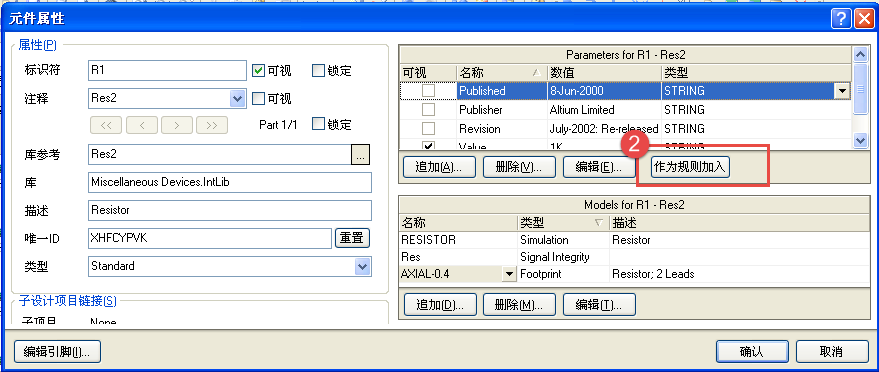 元件属性
属性(P)
标识符 R1 可视 锁定
注释 Res2 可视
<< < > >> Part 1/1 锁定
库参考 Res2 ...
库 Miscellaneous Devices.IntLib
描述 Resistor
唯一ID XHFCYPVK 重置
类型 Standard
子设计项目链接(S)
子项目 None
Parameters for R1 - Res2
可视 名称 数值 类型
Published 8-Jun-2000 STRING
Publisher Altium Limited STRING
Revision July-2002: Re-released STRING
Value 1K STRING
2
追加(A)... 删除(V)... 编辑(E)... 作为规则加入
Models for R1 - Res2
名称 类型 描述
RESISTOR Simulation Resistor
Res Signal Integrity
AXIAL-0.4 Footprint Resistor; 2 Leads
追加(D)... 删除(M)... 编辑(T)...
编辑引脚(I)... 确认 取消